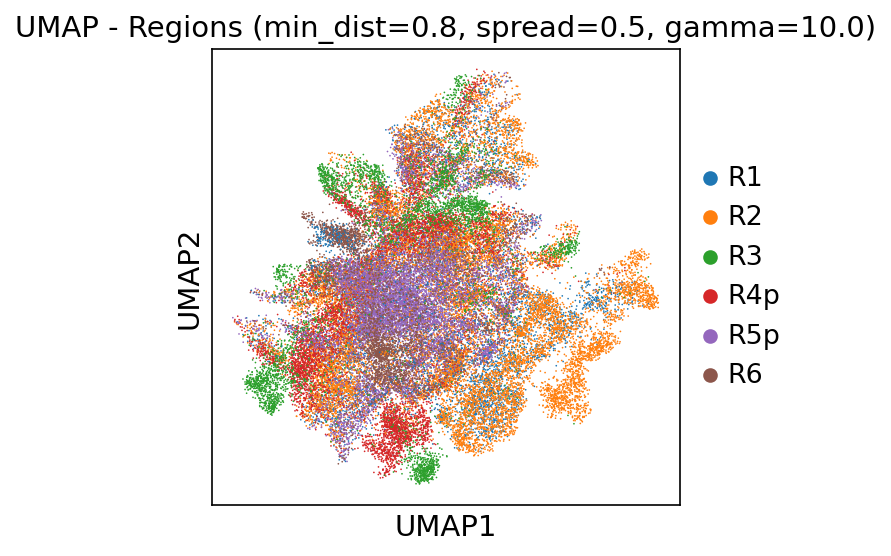 UMAP - Regions (min_dist=0.8, spread=0.5, gamma=10.0)
UMAP2
R1
R2
R3
R4p
R5p
R6
UMAP1